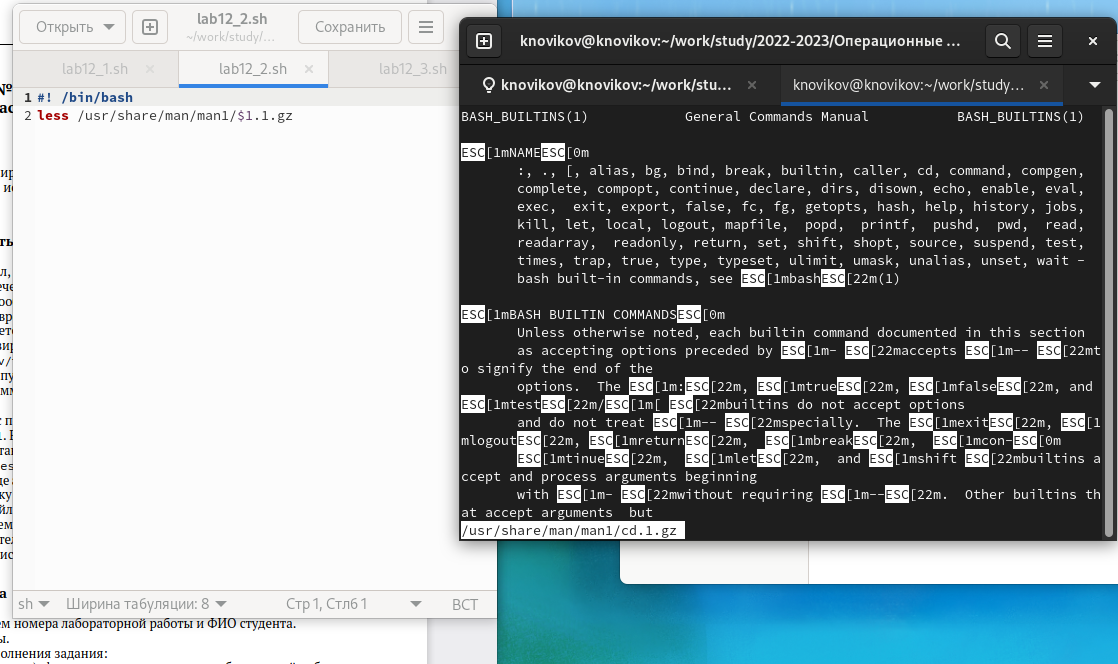 Открыть
lab12_2.sh
~/work/study/...
Сохранить
lab12_1.sh
lab12_2.sh
lab12_3.sh
1 #! /bin/bash
2 less /usr/share/man/man1/$1.1.gz
sh
Ширина табуляции: 8
Стр 1, Стлб 1
ВСТ
ем номера лабораторной работы и ФИО студента.
олнения задания:
knovikov@knovikov:~/work/study/2022-2023/Операционные ...
knovikov@knovikov:~/work/stu...
knovikov@knovikov:~/work/study...
BASH_BUILTINS(1) General Commands Manual BASH_BUILTINS(1)
ESC[1mNAMEESC[0m
:, ., [, alias, bg, bind, break, builtin, caller, cd, command, compgen,
complete, compopt, continue, declare, dirs, disown, echo, enable, eval,
exec, exit, export, false, fc, fg, getopts, hash, help, history, jobs,
kill, let, local, logout, mapfile, popd, printf, pushd, pwd, read,
readarray, readonly, return, set, shift, shopt, source, suspend, test,
times, trap, true, type, typeset, ulimit, umask, unalias, unset, wait -
bash built-in commands, see ESC[1mbashESC[22m(1)
ESC[1mBASH BUILTIN COMMANDSESC[0m
Unless otherwise noted, each builtin command documented in this section
as accepting options preceded by ESC[1m- ESC[22maccepts ESC[1m-- ESC[22mt
o signify the end of the
options. The ESC[1m:ESC[22m, ESC[1mtrueESC[22m, ESC[1mfalseESC[22m, and
ESC[1mtestESC[22m/ESC[1m[ ESC[22mbuiltins do not accept options
and do not treat ESC[1m-- ESC[22mspecially. The ESC[1mexitESC[22m, ESC[1
mlogoutESC[22m, ESC[1mreturnESC[22m, ESC[1mbreakESC[22m, ESC[1mcon-ESC[0m
ESC[1mtinueESC[22m, ESC[1mletESC[22m, and ESC[1mshift ESC[22mbuiltins a
ccept and process arguments beginning
with ESC[1m- ESC[22mwithout requiring ESC[1m--ESC[22m. Other builtins th
at accept arguments but
/usr/share/man/man1/cd.1.gz